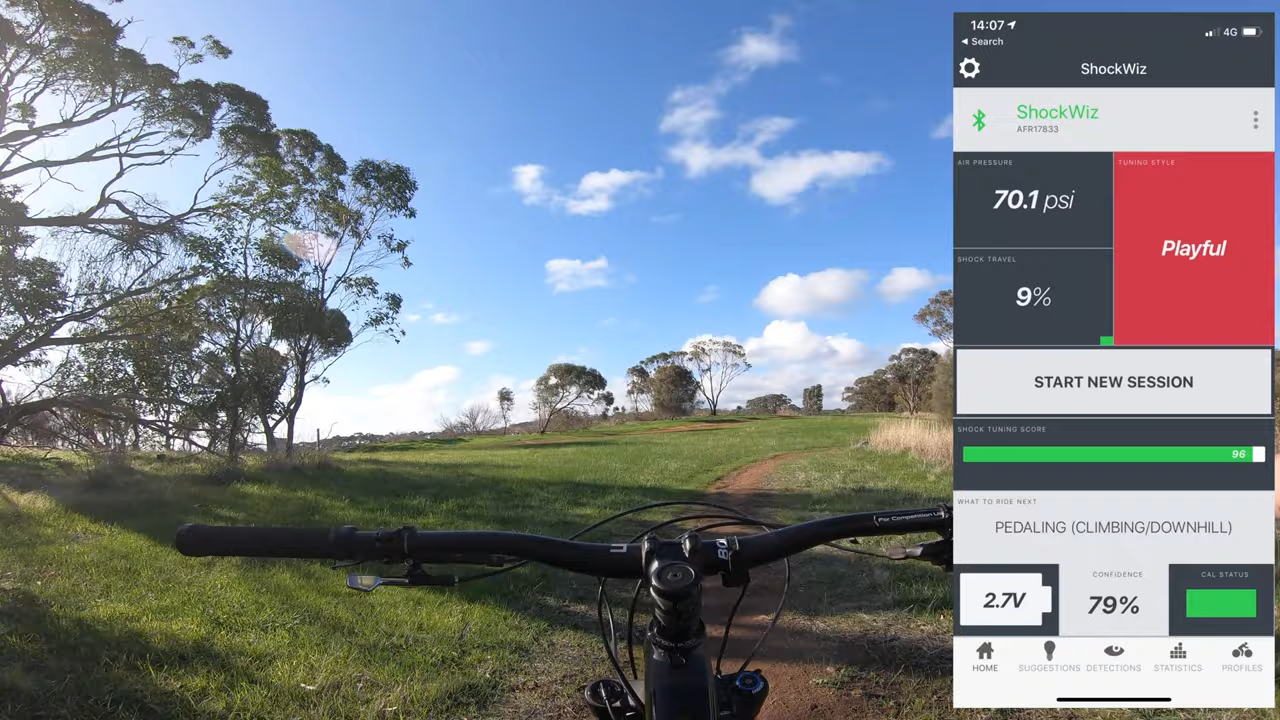 14:07
4G
Search
ShockWiz
ShockWiz
AFR17833
AIR PRESSURE
70.1 psi
TUNING STYLE
Playful
SHOCK TRAVEL
9%
START NEW SESSION
SHOCK TUNING SCORE
96
WHAT TO RIDE NEXT
PEDALING (CLIMBING/DOWNHILL)
2.7V
CONFIDENCE
79%
CAL STATUS
HOME
SUGGESTIONS
DETECTIONS
STATISTICS
PROFILES
For Competition